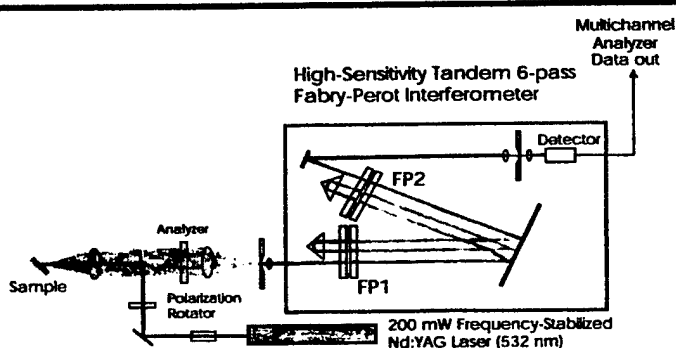 Multichannel
Analyzer
Data out
High-Sensitivity Tandem 6-pass
Fabry-Perot Interferometer
Detector
FP2
Analyzer
FP1
Sample
Polarization
Rotator
200 mW Frequency-Stabilized
Nd:YAG Laser (532 nm)